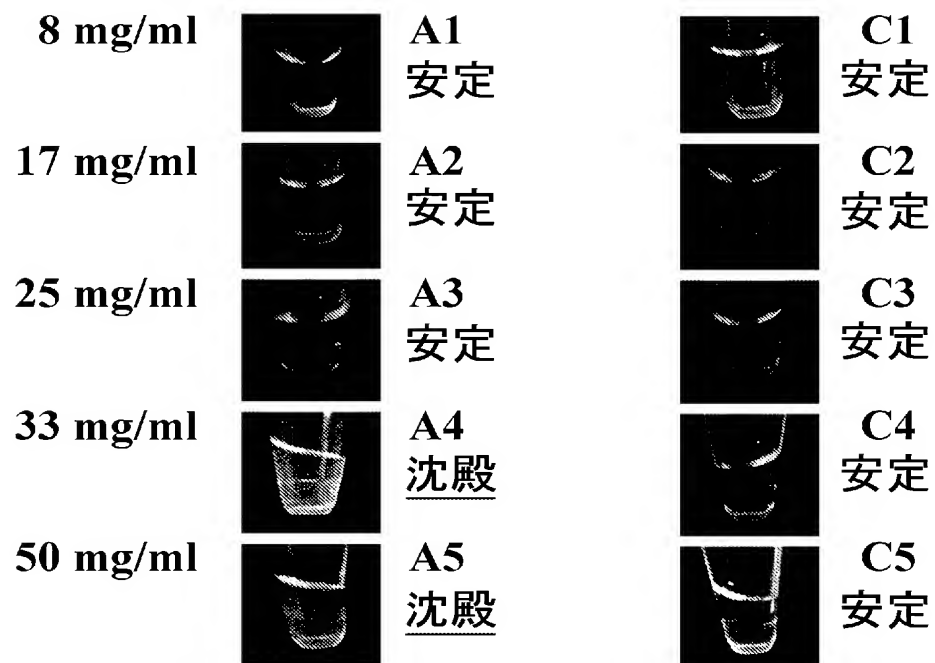 8 mg/ml
A1
安定
C1
安定
17 mg/ml
A2
安定
C2
安定
25 mg/ml
A3
安定
C3
安定
33 mg/ml
A4
沈殿
C4
安定
50 mg/ml
A5
沈殿
C5
安定